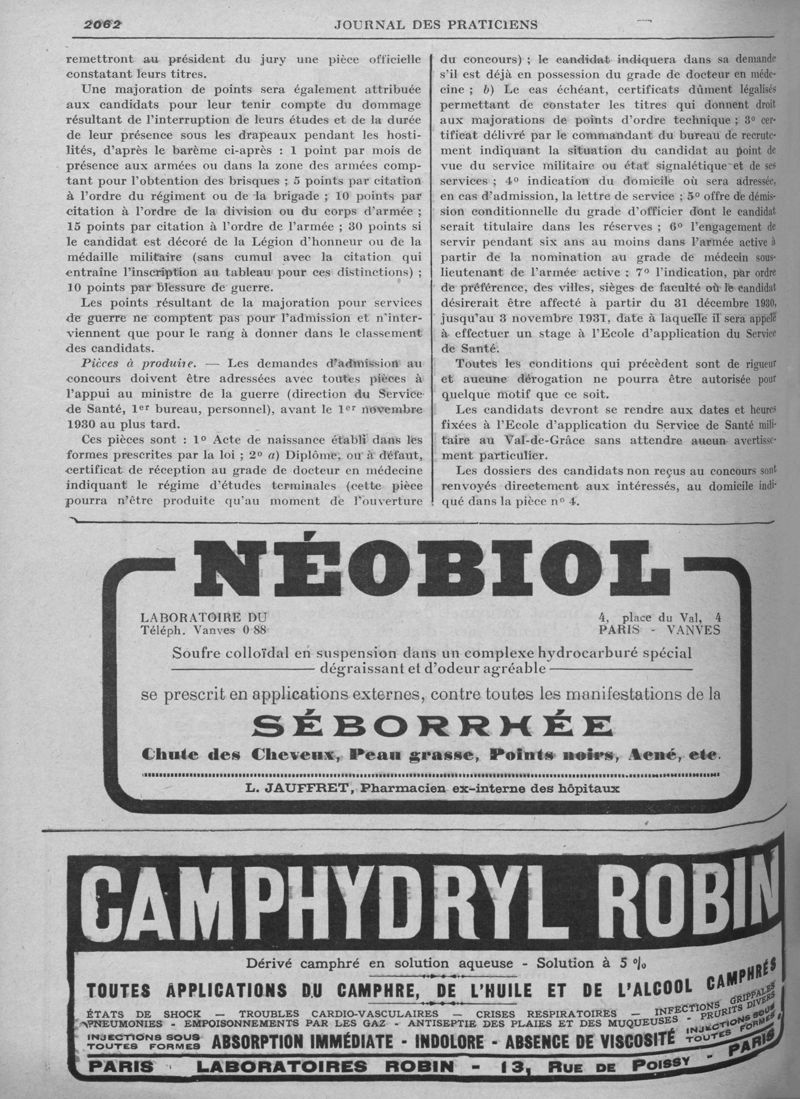 2062
JOURNAL DES PRATICIENS
remettront au président du jury une pièce officielle
constatant leurs titres.
Une majoration de points sera également attribuée
aux candidats pour leur tenir compte du dommage
résultant de l'interruption de leurs études et de la durée
de leur présence sous les drapeaux pendant les hosti-
lités, d'après le barème ci-après : 1 point par mois de
présence aux armées ou dans la zone des armées comp-
tant pour l'obtention des brisques ; 5 points par citation
à l'ordre du régiment ou de la brigade ; 10 points par
citation à l'ordre de la division ou du corps d'armée ;
15 points par citation à l'ordre de l'armée ; 30 points si
le candidat est décoré de la Légion d'honneur ou de la
médaille militaire (sans cumul avec la citation qui
entraîne l'inscription au tableau pour ces distinctions) ;
10 points par blessure de guerre.
Les points résultant de la majoration pour services
de guerre ne comptent pas pour l'admission et n'inter-
viennent que pour le rang à donner dans le classement
des candidats.
Pièces à produire. — Les demandes d'admission au
concours doivent être adressées avec toutes pièces à
l'appui au ministre de la guerre (direction du Service
de Santé, 1er bureau, personnel), avant le 1er novembre
1930 au plus tard.
Ces pièces sont : 1º Acte de naissance établi dans les
formes prescrites par la loi ; 2º a) Diplôme, ou à défaut,
certificat de réception au grade de docteur en médecine
indiquant le régime d'études terminales (cette pièce
pourra n'être produite qu'au moment de l'ouverture
du concours) ; le candidat indiquera dans sa demande
s'il est déjà en possession du grade de docteur en méde-
cine ; b) Le cas échéant, certificats dûment légalisés
permettant de constater les titres qui donnent droit
aux majorations de points d'ordre technique ; 3º cer-
tificat délivré par le commandant du bureau de recrute-
ment indiquant la situation du candidat au point de
vue du service militaire ou état signalétique et de ses
services ; 4º indication du domicile où sera adressée,
en cas d'admission, la lettre de service ; 5º offre de démis-
sion conditionnelle du grade d'officier dont le candidat
serait titulaire dans les réserves ; 6º l'engagement de
servir pendant six ans au moins dans l'armée active à
partir de la nomination au grade de médecin sous-
lieutenant de l'armée active : 7º l'indication, par ordre
de préférence, des villes, sièges de faculté où le candidat
désirerait être affecté à partir du 31 décembre 1930,
jusqu'au 3 novembre 1931, date à laquelle il sera appelé
à effectuer un stage à l'Ecole d'application du Service
de Santé.
Toutes les conditions qui précèdent sont de rigueur
et aucune dérogation ne pourra être autorisée pour
quelque motif que ce soit.
Les candidats devront se rendre aux dates et heures
fixées à l'Ecole d'application du Service de Santé mili-
taire au Val-de-Grâce sans attendre aucun avertisse-
ment particulier.
Les dossiers des candidats non reçus au concours sont
renvoyés directement aux intéressés, au domicile indi-
qué dans la pièce nº 4.
NÉOBIOL
LABORATOIRE DU
Téléph. Vanves 0 88
4, place du Val, 4
PARIS - VANVES
Soufre colloïdal en suspension dans un complexe hydrocarburé spécial
dégraissant et d'odeur agréable
se prescrit en applications externes, contre toutes les manifestations de la
SÉBORRHÉE
Chute des Cheveux, Peau grasse, Points noirs, Acné, etc.
L. JAUFFRET, Pharmacien ex-interne des hôpitaux
CAMPHYDRYL ROBIN
Dérivé camphré en solution aqueuse - Solution à 5 %
TOUTES APPLICATIONS DU CAMPHRE, DE L'HUILE ET DE L'ALCOOL CAMPHRÉS
ÉTATS DE SHOCK — TROUBLES CARDIO-VASCULAIRES — CRISES RESPIRATOIRES — INFECTIONS GRIPPALES
PNEUMONIES - EMPOISONNEMENTS PAR LES GAZ - ANTISEPTIE DES PLAIES ET DES MUQUEUSES - PRURITS DIVERS
INJECTIONS SOUS TOUTES FORMES ABSORPTION IMMÉDIATE - INDOLORE - ABSENCE DE VISCOSITÉ INJECTIONS SOUS TOUTES FORMES
PARIS LABORATOIRES ROBIN - 13, RUE DE POISSY - PARIS